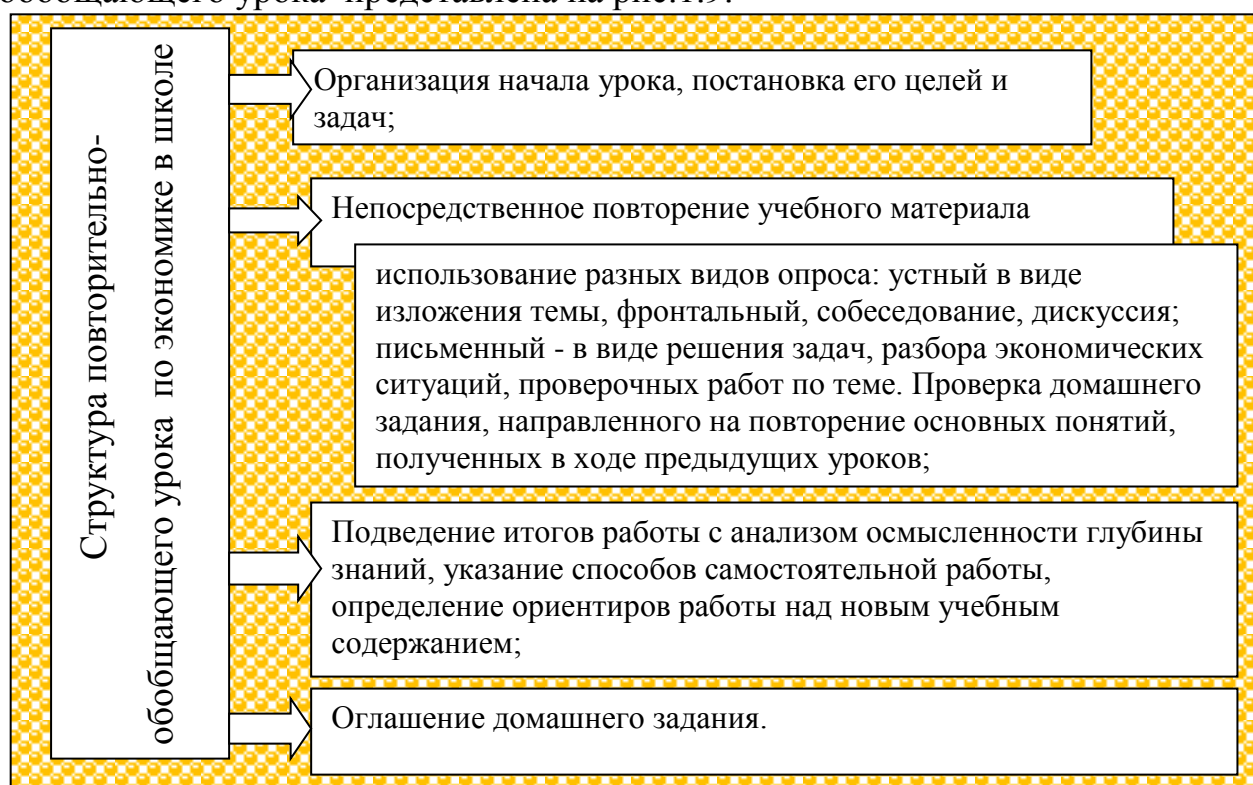 обобщающего урока представлена на рис.1.9.
Структура повторительно-
обобщающего урока по экономике в школе
Организация начала урока, постановка его целей и
задач;
Непосредственное повторение учебного материала
использование разных видов опроса: устный в виде
изложения темы, фронтальный, собеседование, дискуссия;
письменный - в виде решения задач, разбора экономических
ситуаций, проверочных работ по теме. Проверка домашнего
задания, направленного на повторение основных понятий,
полученных в ходе предыдущих уроков;
Подведение итогов работы с анализом осмысленности глубины
знаний, указание способов самостоятельной работы,
определение ориентиров работы над новым учебным
содержанием;
Оглашение домашнего задания.